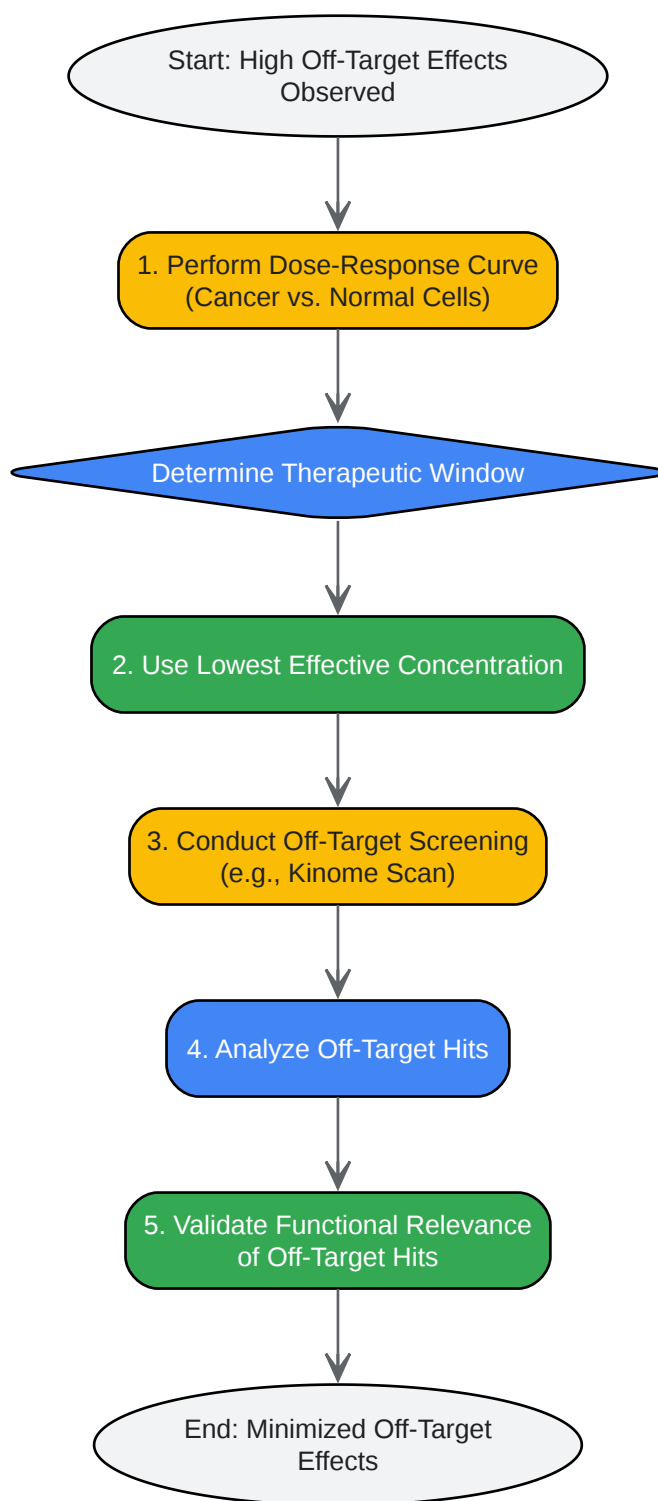 Start: High Off-Target Effects
Observed
1. Perform Dose-Response Curve
(Cancer vs. Normal Cells)
Determine Therapeutic Window
2. Use Lowest Effective Concentration
3. Conduct Off-Target Screening
(e.g., Kinome Scan)
4. Analyze Off-Target Hits
5. Validate Functional Relevance
of Off-Target Hits
End: Minimized Off-Target
Effects